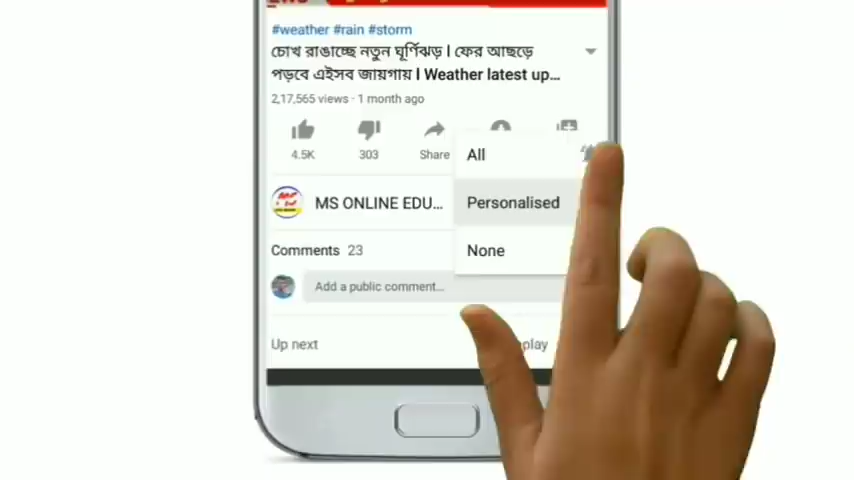 #weather #rain #storm
চোখ রাঙাচ্ছে নতুন ঘূর্ণিঝড় l ফের আছড়ে
পড়বে এইসব জায়গায় l Weather latest up...
2,17,565 views · 1 month ago
4.5K 303 Share
All
MS ONLINE EDU... Personalised
Comments 23 None
Add a public comment...
Up next play